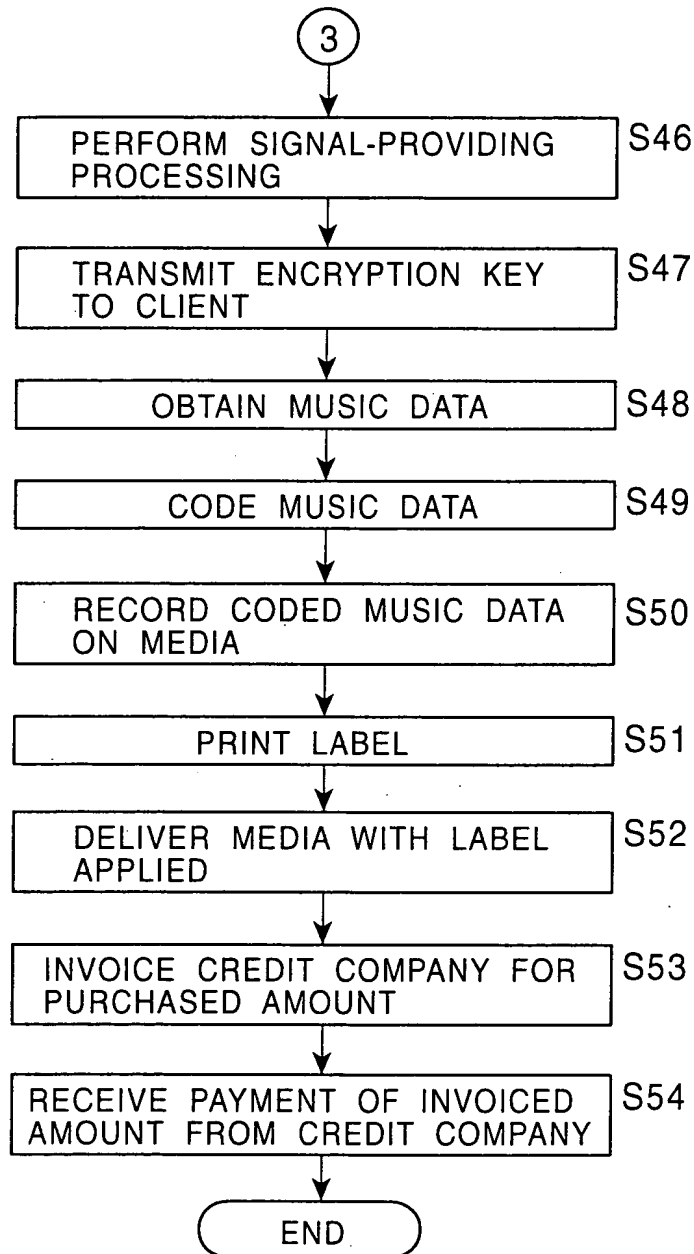 3
PERFORM SIGNAL-PROVIDING
PROCESSING
S46
TRANSMIT ENCRYPTION KEY
TO CLIENT
S47
OBTAIN MUSIC DATA
S48
CODE MUSIC DATA
S49
RECORD CODED MUSIC DATA
ON MEDIA
S50
PRINT LABEL
S51
DELIVER MEDIA WITH LABEL
APPLIED
S52
INVOICE CREDIT COMPANY FOR
PURCHASED AMOUNT
S53
RECEIVE PAYMENT OF INVOICED
AMOUNT FROM CREDIT COMPANY
S54
END